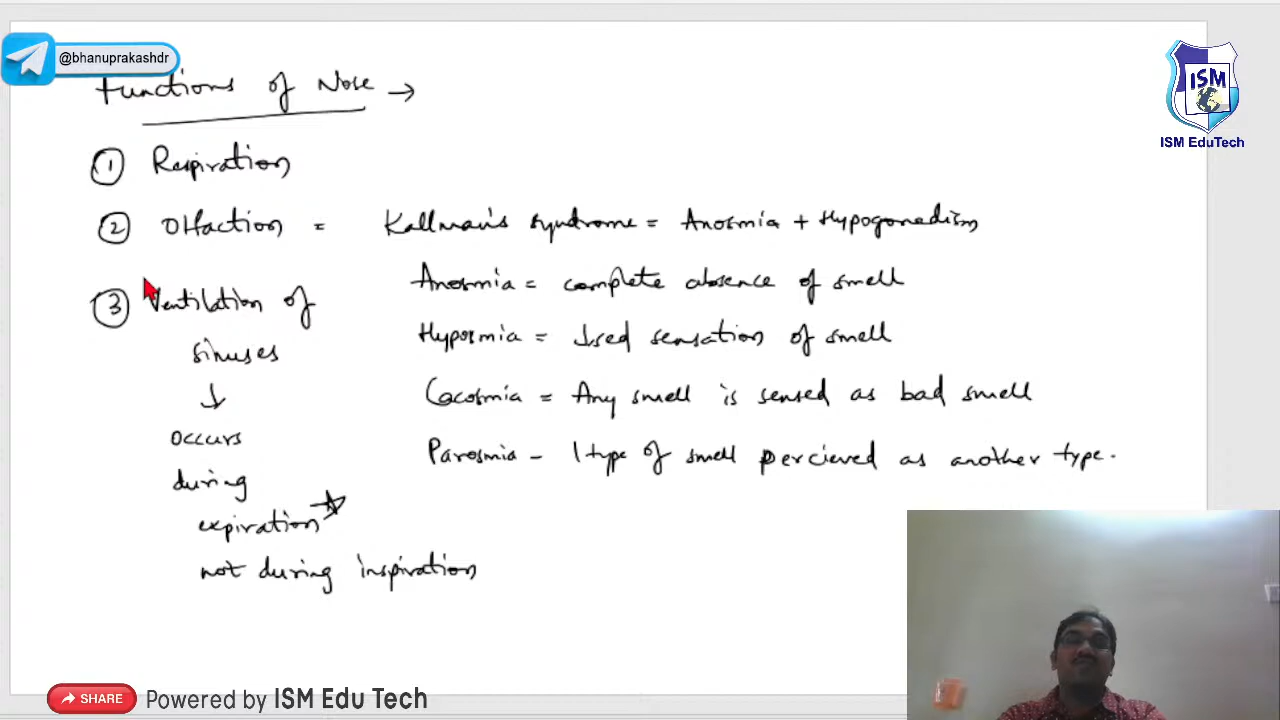 @bhanuprakashdr
ISM
ISM EduTech
Functions of Nose →
① Respiration
② Olfaction = Kallman's syndrome = Anosmia + Hypogonadism
Anosmia = complete absence of smell
③ Ventilation of
sinuses
↓
occurs
during
expiration
not during inspiration
Hyposmia = ↓sed sensation of smell
Cacosmia = Any smell is sensed as bad smell
Parosmia - 1 type of smell percieved as another type.
SHARE Powered by ISM Edu Tech